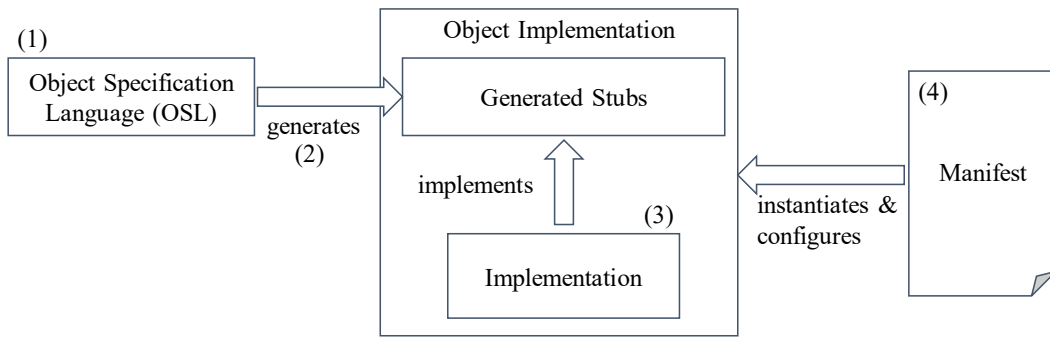 (1)
Object Specification
Language (OSL)
generates
(2)
Object Implementation
Generated Stubs
implements
(3)
Implementation
instantiates &
configures
(4)
Manifest